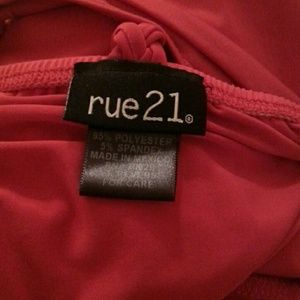 rue21®
95% POLYESTER
5% SPANDEX
MADE IN MEXICO
FOR CARE